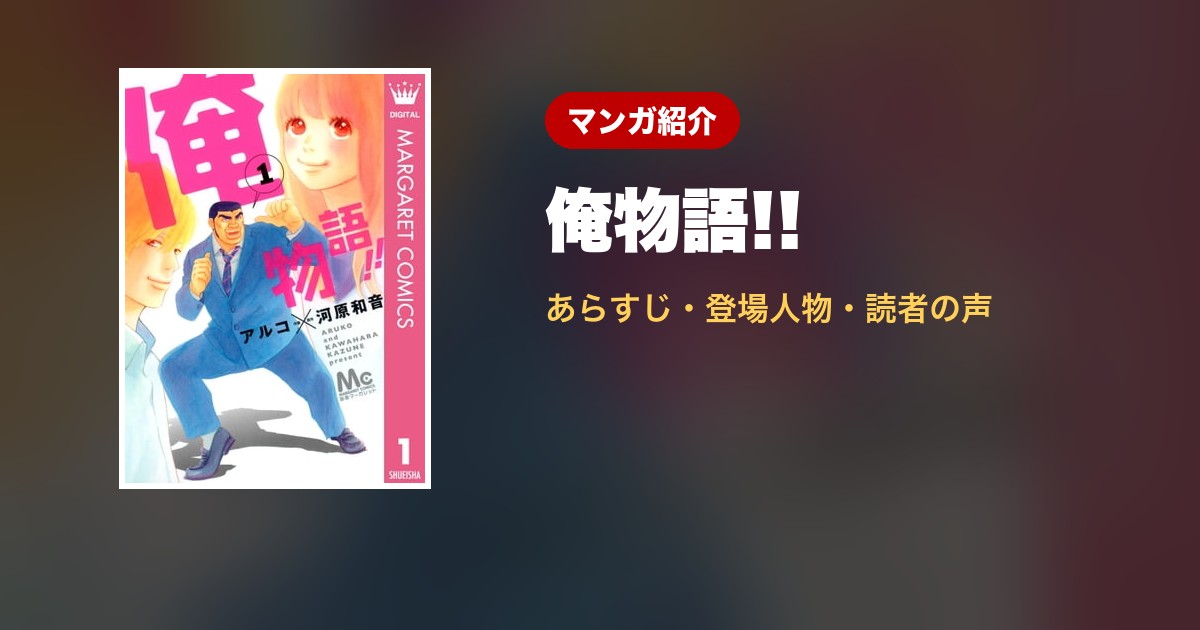 俺
物語!!
1
アルコ×河原和音
ARUKO
and
KAWAHARA
KAZUNE
present
Mc
MARGARET COMICS
DIGITAL
MARGARET COMICS
1
SHUEISHA
マンガ紹介
俺物語!!
あらすじ・登場人物・読者の声